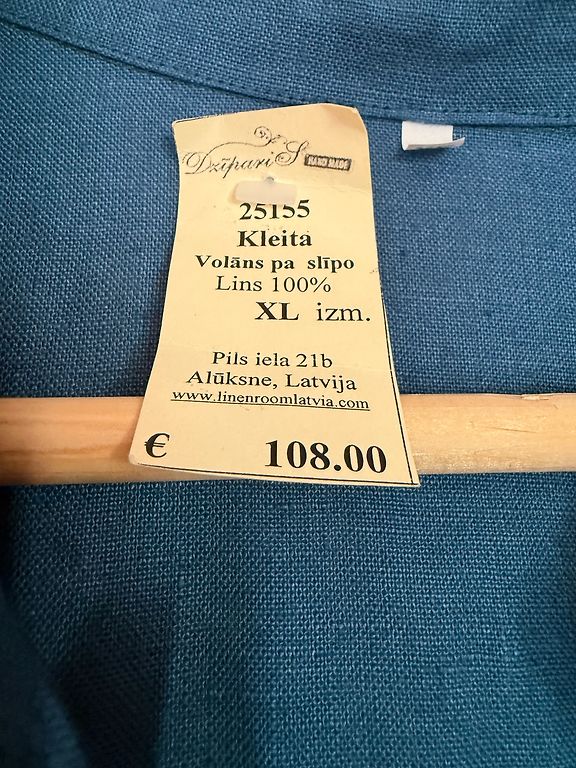 Dzīpari S HAND MADE
25155
Kleita
Volāns pa slīpo
Lins 100%
XL izm.
Pils iela 21b
Alūksne, Latvija
www.linenroomlatvia.com
€ 108.00